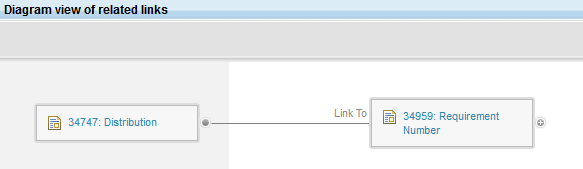 Diagram view of related links
34747: Distribution
Link To
34959: Requirement
Number